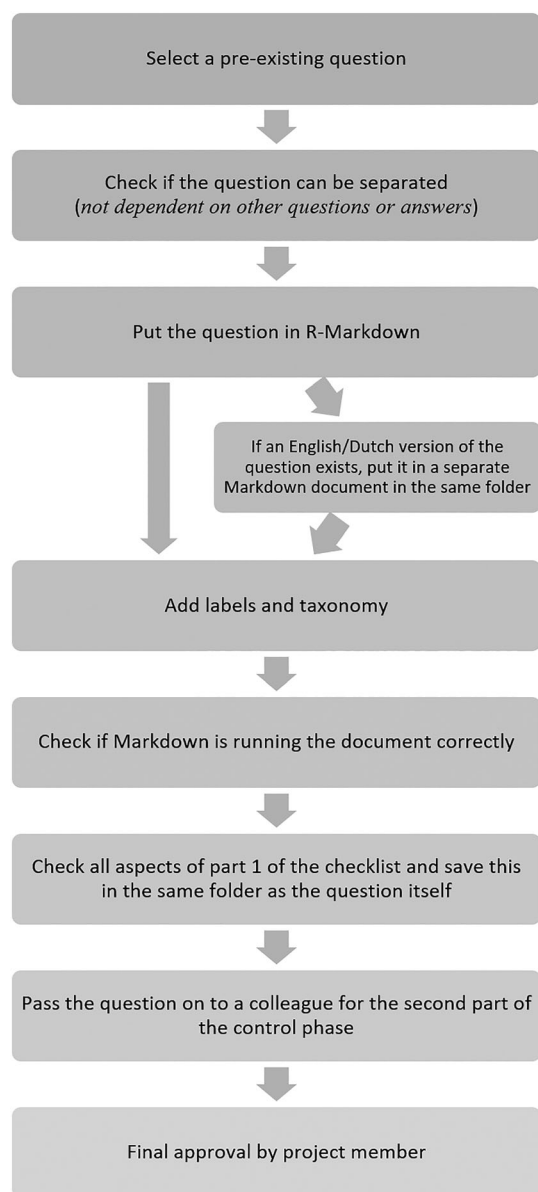 Select a pre-existing question
Check if the question can be separated
(not dependent on other questions or answers)
Put the question in R-Markdown
If an English/Dutch version of the
question exists, put it in a separate
Markdown document in the same folder
Add labels and taxonomy
Check if Markdown is running the document correctly
Check all aspects of part 1 of the checklist and save this
in the same folder as the question itself
Pass the question on to a colleague for the second part of
the control phase
Final approval by project member